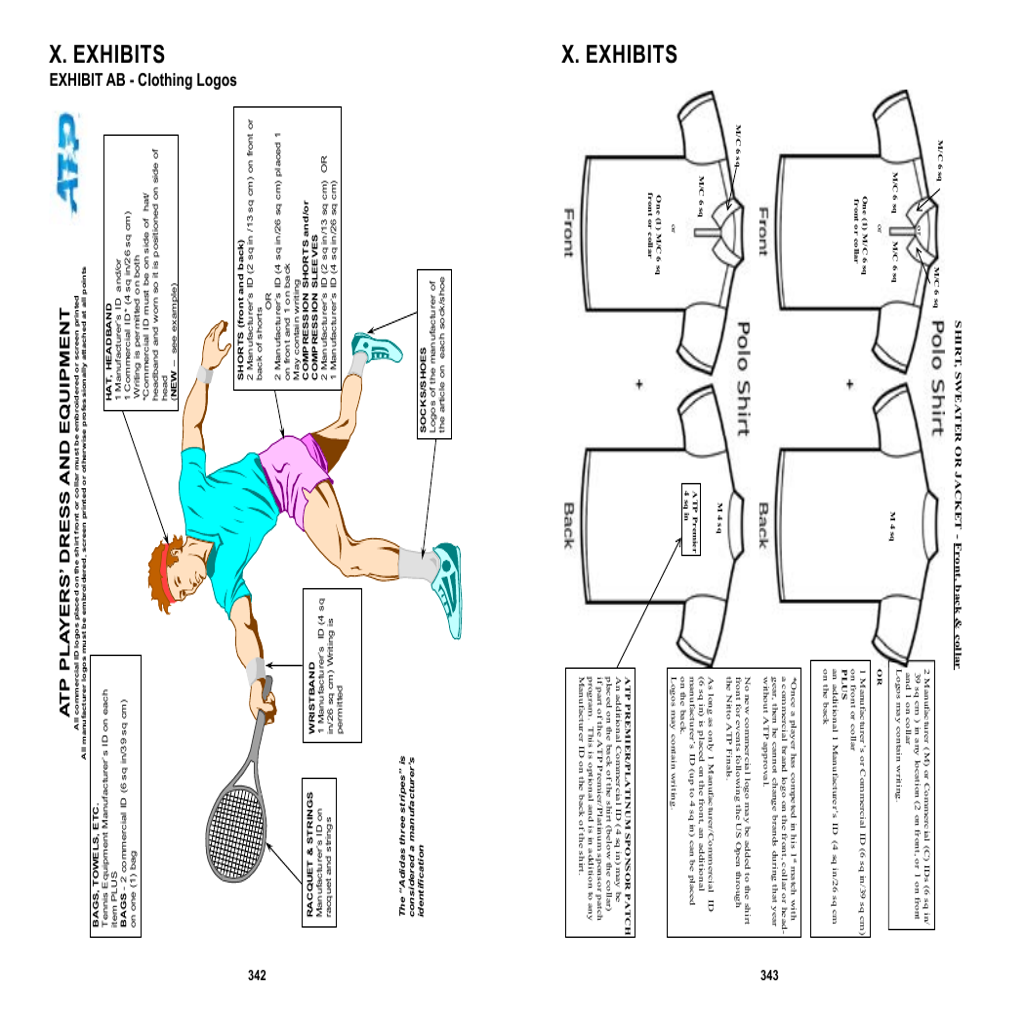 X. EXHIBITS
EXHIBIT AB - Clothing Logos
ATP
ATP PLAYERS' DRESS AND EQUIPMENT
All commercial ID logos placed on the shirt front or collar must be embroidered or screen printed
All manufacturer logos must be embroidered, screen printed or otherwise professionally attached at all points
HAT, HEADBAND
1 Manufacturer's ID and/or
1 Commercial ID* (4 sq in/26 sq cm)
Writing is permitted on both
*Commercial ID must be on side of hat/
headband and worn so it is positioned on side of
head
(NEW – see example)
SHORTS (front and back)
2 Manufacturer's ID (2 sq in /13 sq cm) on front or
back of shorts
OR
2 Manufacturer's ID (4 sq in/26 sq cm) placed 1
on front and 1 on back
May contain writing
COMPRESSION SHORTS and/or
COMPRESSION SLEEVES
2 Manufacturer's ID (2 sq in/13 sq cm) OR
1 Manufacturer's ID (4 sq in/26 sq cm)
SOCKS/SHOES
Logos of the manufacturer of
the article on each sock/shoe
BAGS, TOWELS, ETC.
Tennis Equipment Manufacturer's ID on each
item PLUS
BAGS - 2 commercial ID (6 sq in/39 sq cm)
on one (1) bag
WRISTBAND
1 Manufacturer's ID (4 sq
in/26 sq cm) Writing is
permitted
RACQUET & STRINGS
Manufacturer's ID on
racquet and strings
The "Adidas three stripes" is
considered a manufacturer's
identification
342
X. EXHIBITS
SHIRT, SWEATER OR JACKET - Front, back & collar
Polo Shirt
M/C 6 sq
or
M/C 6 sq
M/C 6 sq
M/C 6 sq
or
One (1) M/C 6 sq
front or collar
Front
+
M 4 sq
Back
2 Manufacturer (M) or Commercial (C) IDs (6 sq in/
39 sq cm ) in any location (2 on front, or 1 on front
and 1 on collar
Logos may contain writing.
OR
1 Manufacturer's or Commercial ID (6 sq in/39 sq cm)
on front or collar
PLUS
an additional 1 Manufacturer's ID (4 sq in/26 sq cm
on the back
Polo Shirt
M/C 6 sq
M/C 6 sq
or
One (1) M/C 6 sq
front or collar
Front
+
M 4 sq
ATP Premier
4 sq in
Back
*Once a player has competed in his 1st match with
a commercial brand logo on the front, collar or head-
gear, then he cannot change brands during that year
without ATP approval.
No new commercial logo may be added to the shirt
front for events following the US Open through
the Nitto ATP Finals.
As long as only 1 Manufacturer/Commercial ID
(6 sq in) is placed on the front, an additional
manufacturer's ID (up to 4 sq in) can be placed
on the back.
Logos may contain writing.
ATP PREMIER/PLATINUM SPONSOR PATCH
An additional Commercial ID (4 sq in) may be
placed on the back of the shirt (below the collar)
if part of the ATP Premier/Platinum sponsor patch
program. This is optional and is in addition to any
Manufacturer ID on the back of the shirt.
343